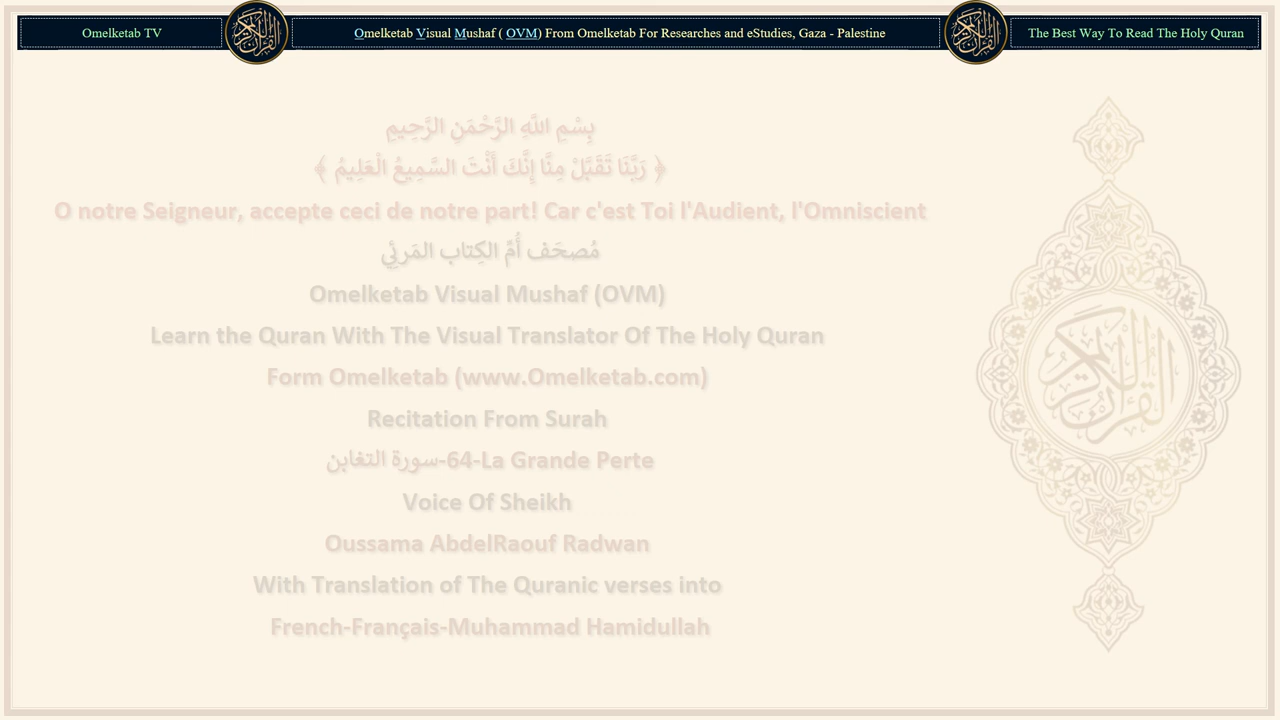 Omelketab TV
Omelketab Visual Mushaf ( OVM) From Omelketab For Researches and eStudies, Gaza - Palestine
The Best Way To Read The Holy Quran
بِسْمِ اللَّهِ الرَّحْمَنِ الرَّحِيمِ
﴿ رَبَّنَا تَقَبَّلْ مِنَّا إِنَّكَ أَنْتَ السَّمِيعُ الْعَلِيمُ ﴾
O notre Seigneur, accepte ceci de notre part! Car c'est Toi l'Audient, l'Omniscient
مُصحَف أُمِّ الكِتاب المَرئِي
Omelketab Visual Mushaf (OVM)
Learn the Quran With The Visual Translator Of The Holy Quran
Form Omelketab (www.Omelketab.com)
Recitation From Surah
سورة التغابن-64-La Grande Perte
Voice Of Sheikh
Oussama AbdelRaouf Radwan
With Translation of The Quranic verses into
French-Français-Muhammad Hamidullah
القرآن الكريم